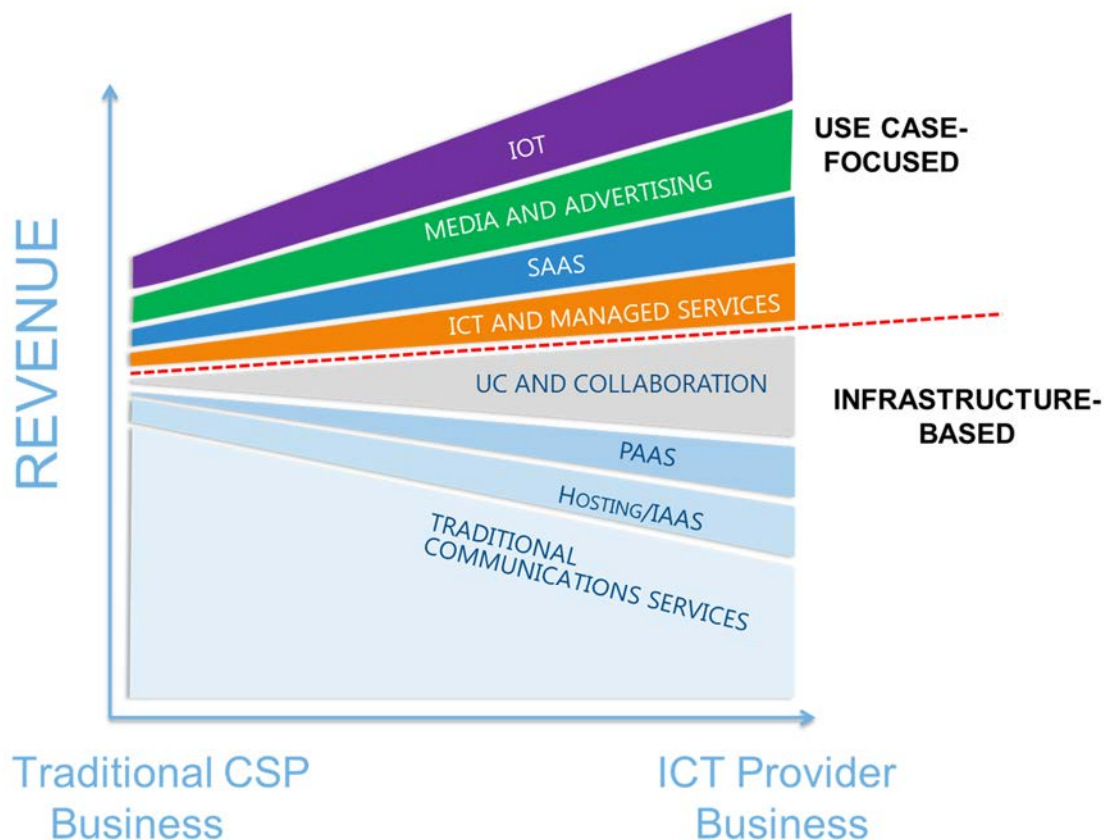 IOT
USE CASE-
FOCUSED
MEDIA AND ADVERTISING
SAAS
ICT AND MANAGED SERVICES
REVENUE
UC AND COLLABORATION
INFRASTRUCTURE-
BASED
PAAS
HOSTING/IAAS
TRADITIONAL
COMMUNICATIONS SERVICES
Traditional CSP
Business
ICT Provider
Business